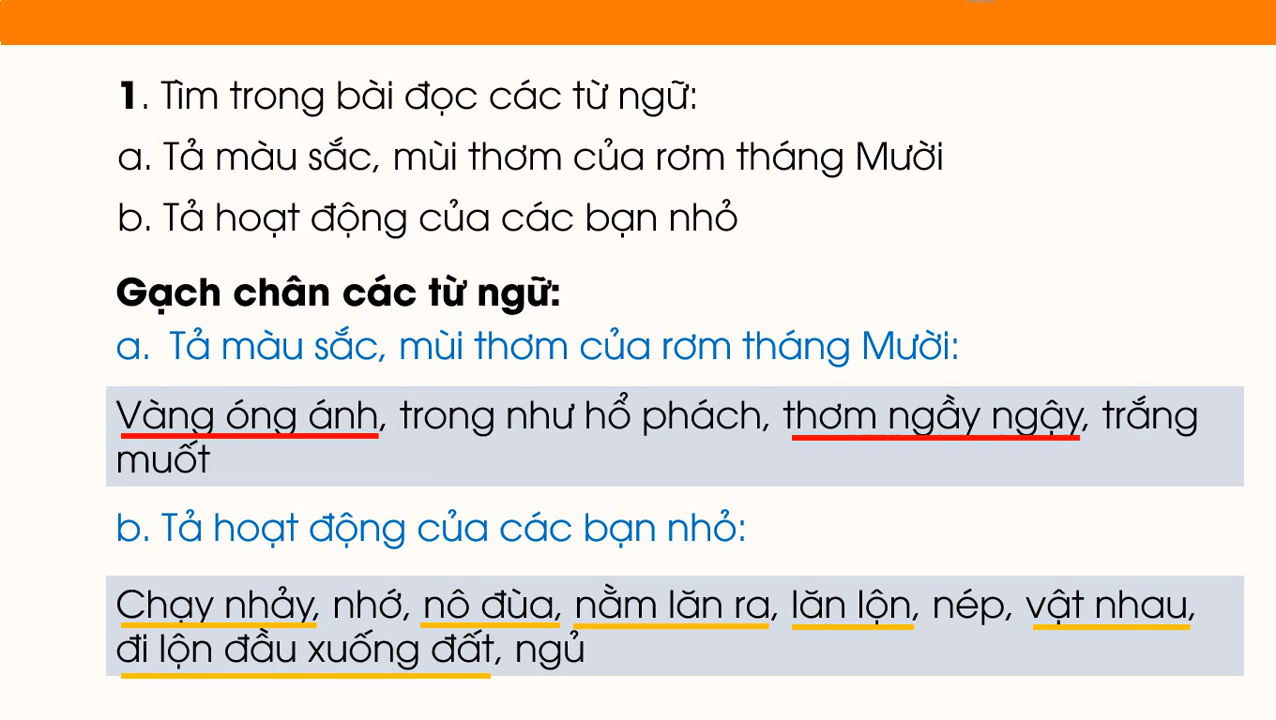 1. Tìm trong bài đọc các từ ngữ:
a. Tả màu sắc, mùi thơm của rơm tháng Mười
b. Tả hoạt động của các bạn nhỏ
Gạch chân các từ ngữ:
a. Tả màu sắc, mùi thơm của rơm tháng Mười:
Vàng óng ánh, trong như hổ phách, thơm ngầy ngậy, trắng
muốt
b. Tả hoạt động của các bạn nhỏ:
Chạy nhảy, nhớ, nô đùa, nằm lăn ra, lăn lộn, nép, vật nhau,
đi lộn đầu xuống đất, ngủ